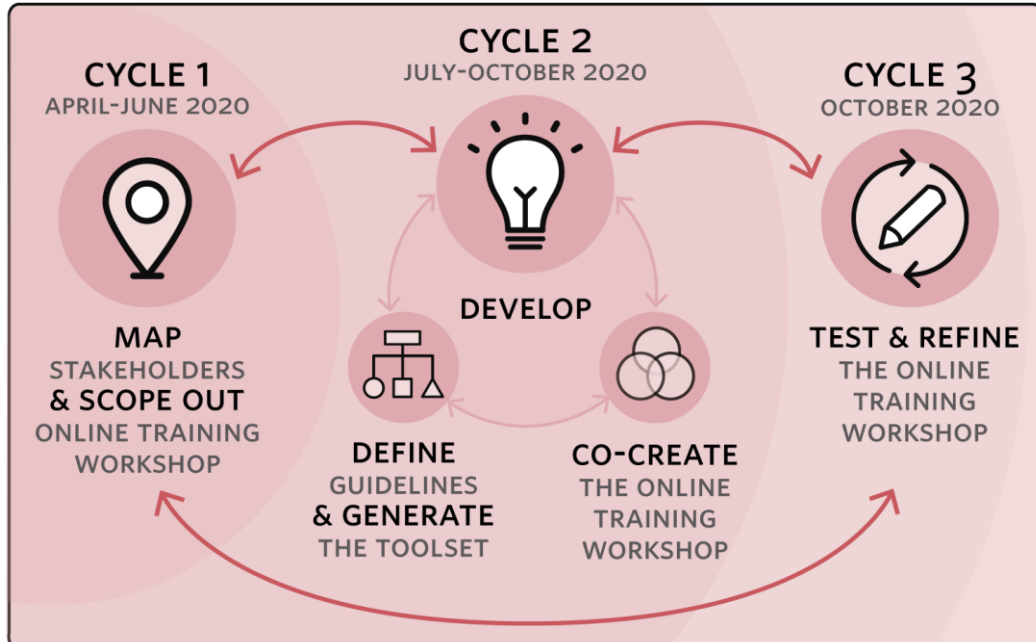 CYCLE 1
APRIL-JUNE 2020
MAP
STAKEHOLDERS
& SCOPE OUT
ONLINE TRAINING
WORKSHOP
CYCLE 2
JULY-OCTOBER 2020
DEVELOP
DEFINE
GUIDELINES
& GENERATE
THE TOOLSET
CO-CREATE
THE ONLINE
TRAINING
WORKSHOP
CYCLE 3
OCTOBER 2020
TEST & REFINE
THE ONLINE
TRAINING
WORKSHOP